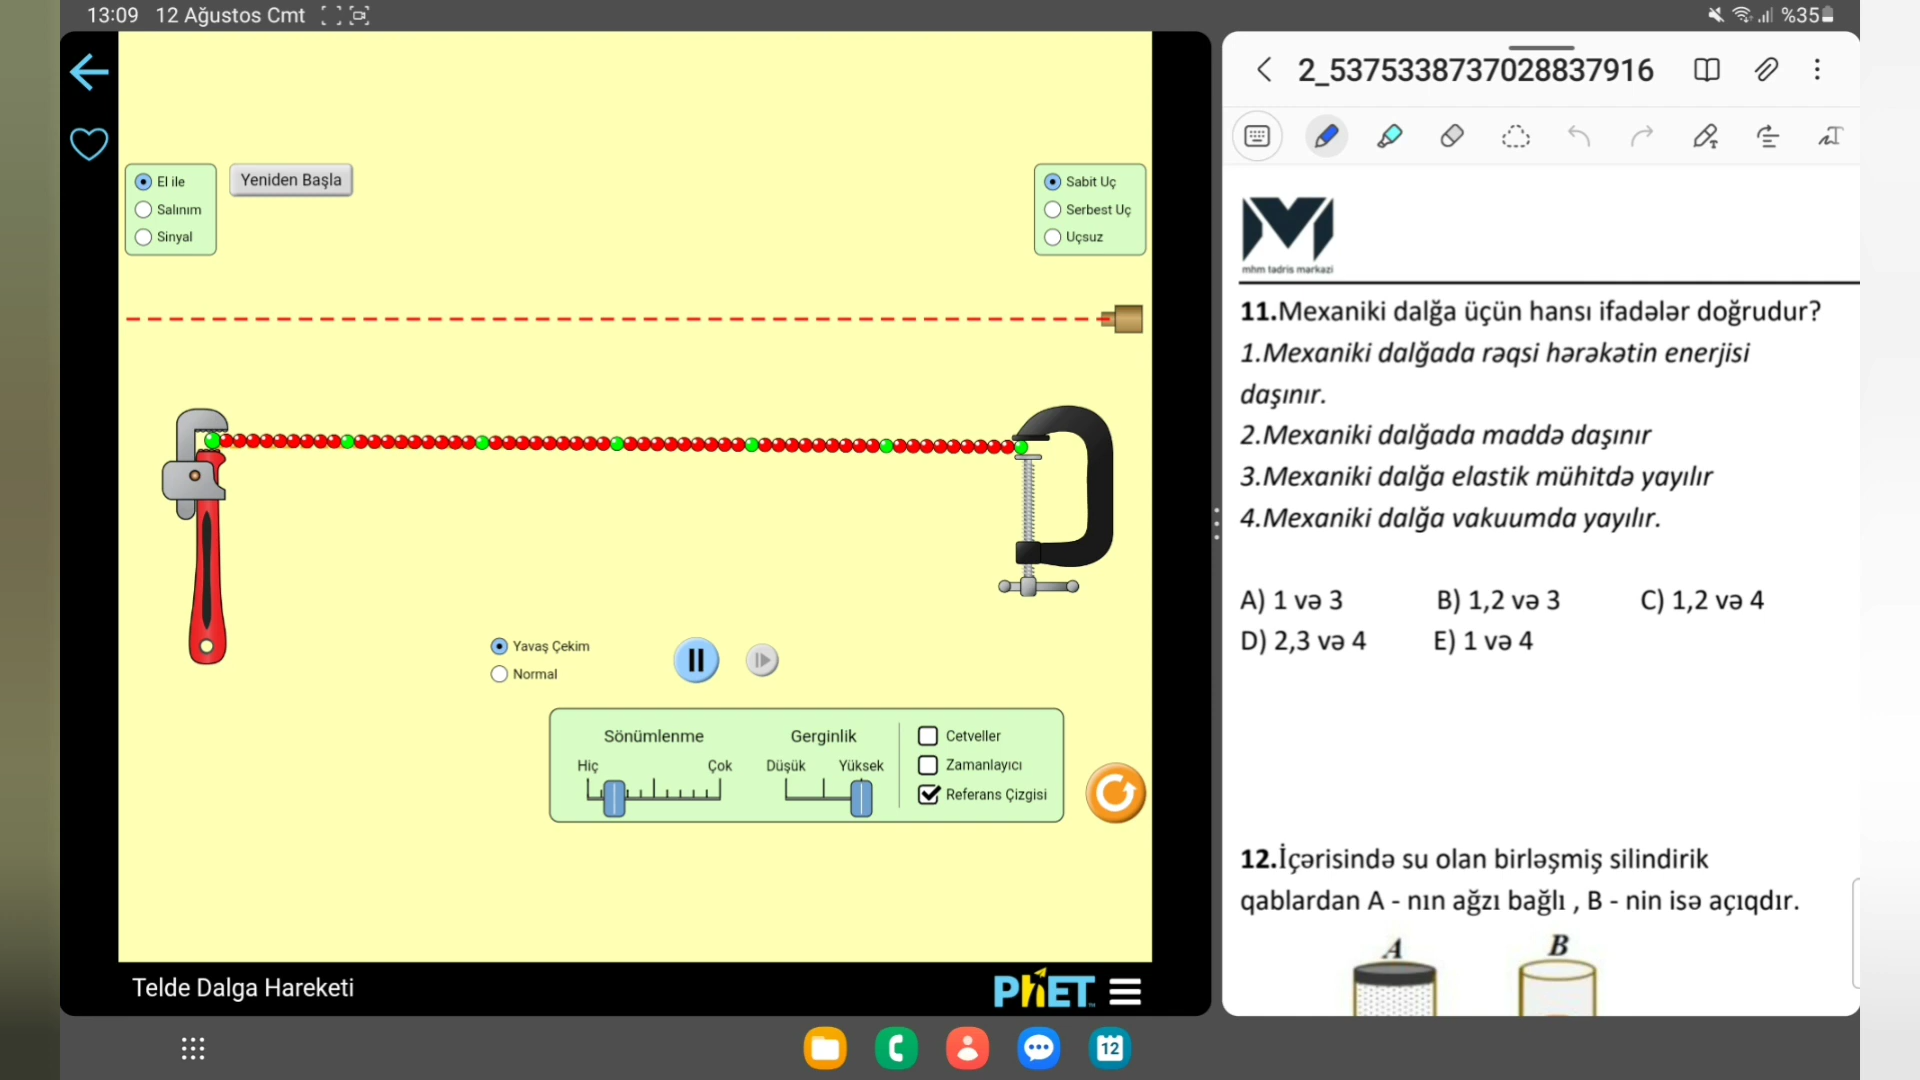 13:09 12 Ağustos Cmt
%35
2_5375338737028837916
El ile
Salınım
Sinyal
Yeniden Başla
Sabit Uç
Serbest Uç
Uçsuz
Yavaş Çekim
Normal
Sönümlenme
Hiç
Çok
Gerginlik
Düşük
Yüksek
Cetveller
Zamanlayıcı
Referans Çizgisi
Telde Dalga Hareketi
PhET
12
mhm tədris mərkəzi
11.Mexaniki dalğa üçün hansı ifadələr doğrudur?
1.Mexaniki dalğada rəqsi hərəkətin enerjisi
daşınır.
2.Mexaniki dalğada maddə daşınır
3.Mexaniki dalğa elastik mühitdə yayılır
4.Mexaniki dalğa vakuumda yayılır.
A) 1 və 3 B) 1,2 və 3 C) 1,2 və 4
D) 2,3 və 4 E) 1 və 4
12.İçərisində su olan birləşmiş silindirik
qablardan A - nın ağzı bağlı , B - nin isə açıqdır.
A B